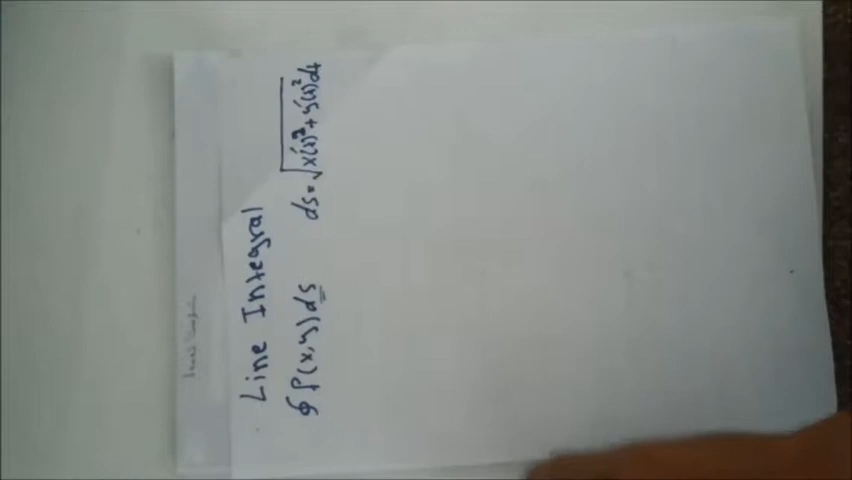 Line Integral
∮ f(x,y) ds ds = √x'(t)² + y'(t)² dt